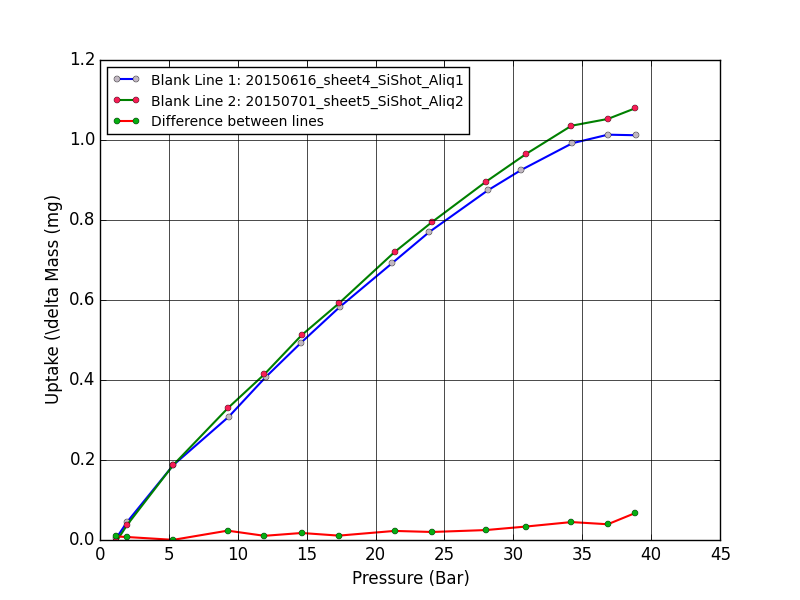 1.2
1.0
0.8
0.6
0.4
0.2
0.0
Uptake (\delta Mass (mg)
Blank Line 1: 20150616_sheet4_SiShot_Aliq1
Blank Line 2: 20150701_sheet5_SiShot_Aliq2
Difference between lines
0 5 10 15 20 25 30 35 40 45
Pressure (Bar)